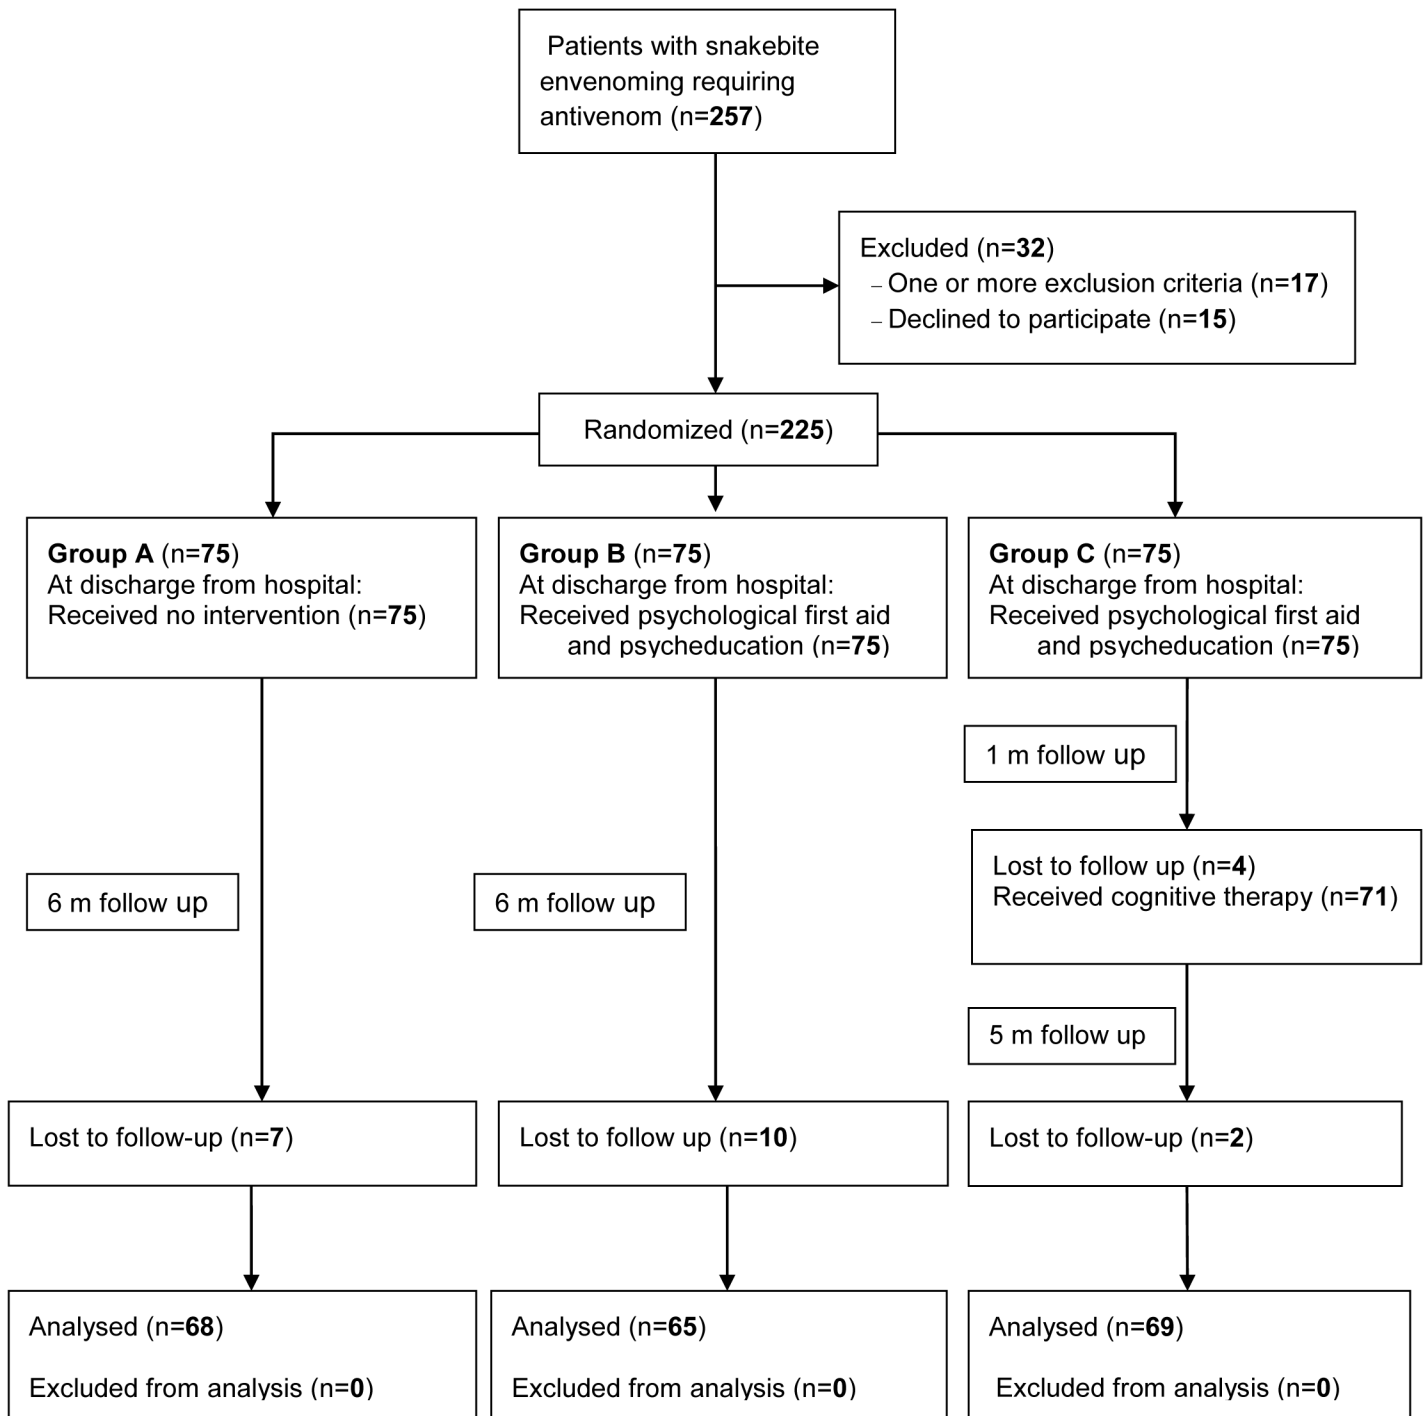 Patients with snakebite
envenoming requiring
antivenom (n=257)
Excluded (n=32)
– One or more exclusion criteria (n=17)
– Declined to participate (n=15)
Randomized (n=225)
Group A (n=75)
At discharge from hospital:
Received no intervention (n=75)
Group B (n=75)
At discharge from hospital:
Received psychological first aid
and psycheducation (n=75)
Group C (n=75)
At discharge from hospital:
Received psychological first aid
and psycheducation (n=75)
1 m follow up
Lost to follow up (n=4)
Received cognitive therapy (n=71)
6 m follow up
6 m follow up
5 m follow up
Lost to follow-up (n=7)
Lost to follow up (n=10)
Lost to follow-up (n=2)
Analysed (n=68)
Excluded from analysis (n=0)
Analysed (n=65)
Excluded from analysis (n=0)
Analysed (n=69)
Excluded from analysis (n=0)